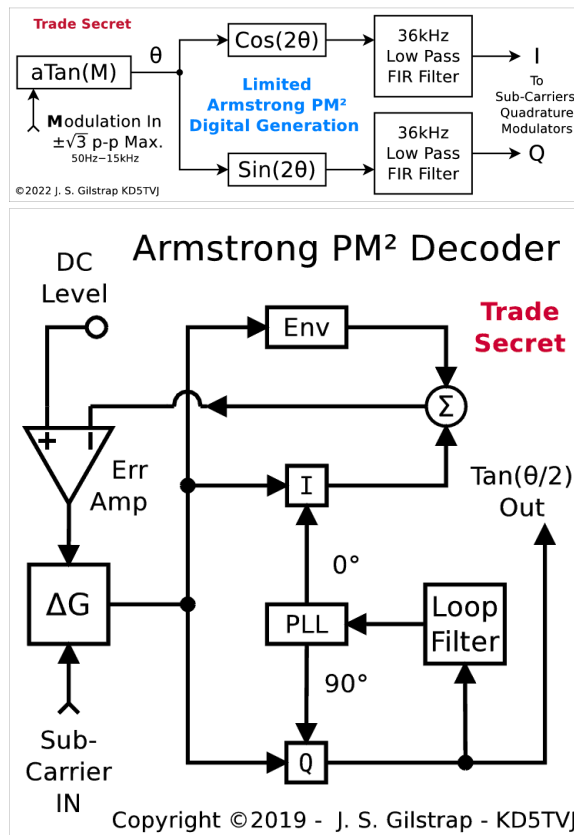 Trade Secret
aTan(M)
θ
Cos(2θ)
36kHz
Low Pass
FIR Filter
I
Limited
Armstrong PM²
Digital Generation
To
Sub-Carriers
Quadrature
Modulators
Modulation In
±√3 p-p Max.
50Hz−15kHz
Sin(2θ)
36kHz
Low Pass
FIR Filter
Q
©2022 J. S. Gilstrap KD5TVJ
Armstrong PM² Decoder
DC
Level
Env
Trade
Secret
Σ
+ −
Err
Amp
I
Tan(θ/2)
Out
0°
ΔG
PLL
Loop
Filter
90°
Q
Sub-
Carrier
IN
Copyright ©2019 - J. S. Gilstrap - KD5TVJ